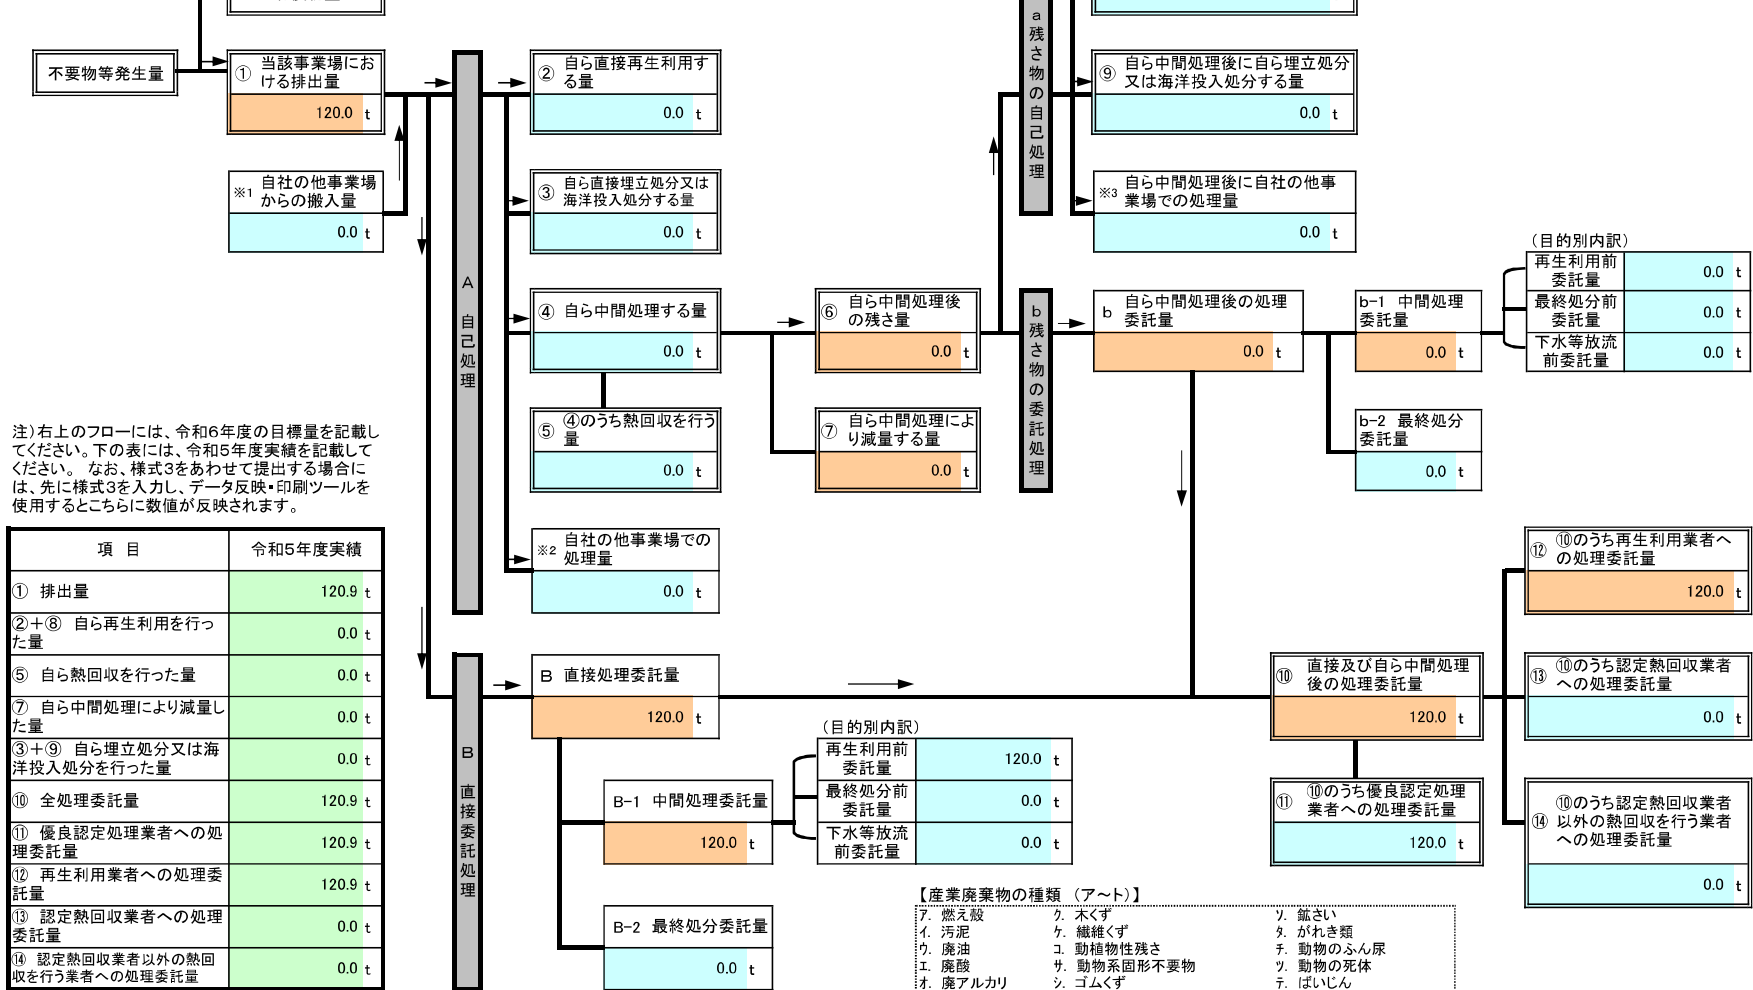 不要物等発生量
① 当該事業場にお
ける排出量
120.0 t
※1 自社の他事業場
からの搬入量
0.0 t
A 自己処理
② 自ら直接再生利用す
る量
0.0 t
③ 自ら直接埋立処分又は
海洋投入処分する量
0.0 t
④ 自ら中間処理する量
0.0 t
⑤ ④のうち熱回収を行う
量
0.0 t
※2 自社の他事業場での
処理量
0.0 t
⑥ 自ら中間処理後
の残さ量
0.0 t
⑦ 自ら中間処理によ
り減量する量
0.0 t
a残さ物の自己処理
⑨ 自ら中間処理後に自ら埋立処分
又は海洋投入処分する量
0.0 t
※3 自ら中間処理後に自社の他事
業場での処理量
0.0 t
b残さ物の委託処理
b 自ら中間処理後の処理
委託量
0.0 t
b-1 中間処理
委託量
0.0 t
(目的別内訳)
再生利用前
委託量
0.0 t
最終処分前
委託量
0.0 t
下水等放流
前委託量
0.0 t
b-2 最終処分
委託量
0.0 t
注)右上のフローには、令和6年度の目標量を記載し
てください。下の表には、令和5年度実績を記載して
ください。 なお、様式3をあわせて提出する場合に
は、先に様式3を入力し、データ反映・印刷ツールを
使用するとこちらに数値が反映されます。
項 目 令和5年度実績
① 排出量 120.9 t
②+⑧ 自ら再生利用を行っ
た量 0.0 t
⑤ 自ら熱回収を行った量 0.0 t
⑦ 自ら中間処理により減量し
た量 0.0 t
③+⑨ 自ら埋立処分又は海
洋投入処分を行った量 0.0 t
⑩ 全処理委託量 120.9 t
⑪ 優良認定処理業者への処
理委託量 120.9 t
⑫ 再生利用業者への処理委
託量 120.9 t
⑬ 認定熱回収業者への処理
委託量 0.0 t
⑭ 認定熱回収業者以外の熱回
収を行う業者への処理委託量 0.0 t
B 直接委託処理
B 直接処理委託量
120.0 t
B-1 中間処理委託量
120.0 t
(目的別内訳)
再生利用前
委託量
120.0 t
最終処分前
委託量
0.0 t
下水等放流
前委託量
0.0 t
B-2 最終処分委託量
0.0 t
⑩ 直接及び自ら中間処理
後の処理委託量
120.0 t
⑪ ⑩のうち優良認定処理
業者への処理委託量
120.0 t
⑫ ⑩のうち再生利用業者へ
の処理委託量
120.0 t
⑬ ⑩のうち認定熱回収業者
への処理委託量
0.0 t
⑭ ⑩のうち認定熱回収業者
以外の熱回収を行う業者
への処理委託量
0.0 t
【産業廃棄物の種類 (ア~ト)】
ア. 燃え殻 ク. 木くず ソ. 鉱さい
イ. 汚泥 ケ. 繊維くず タ. がれき類
ウ. 廃油 コ. 動植物性残さ チ. 動物のふん尿
エ. 廃酸 サ. 動物系固形不要物 ツ. 動物の死体
オ. 廃アルカリ シ. ゴムくず テ. ばいじん